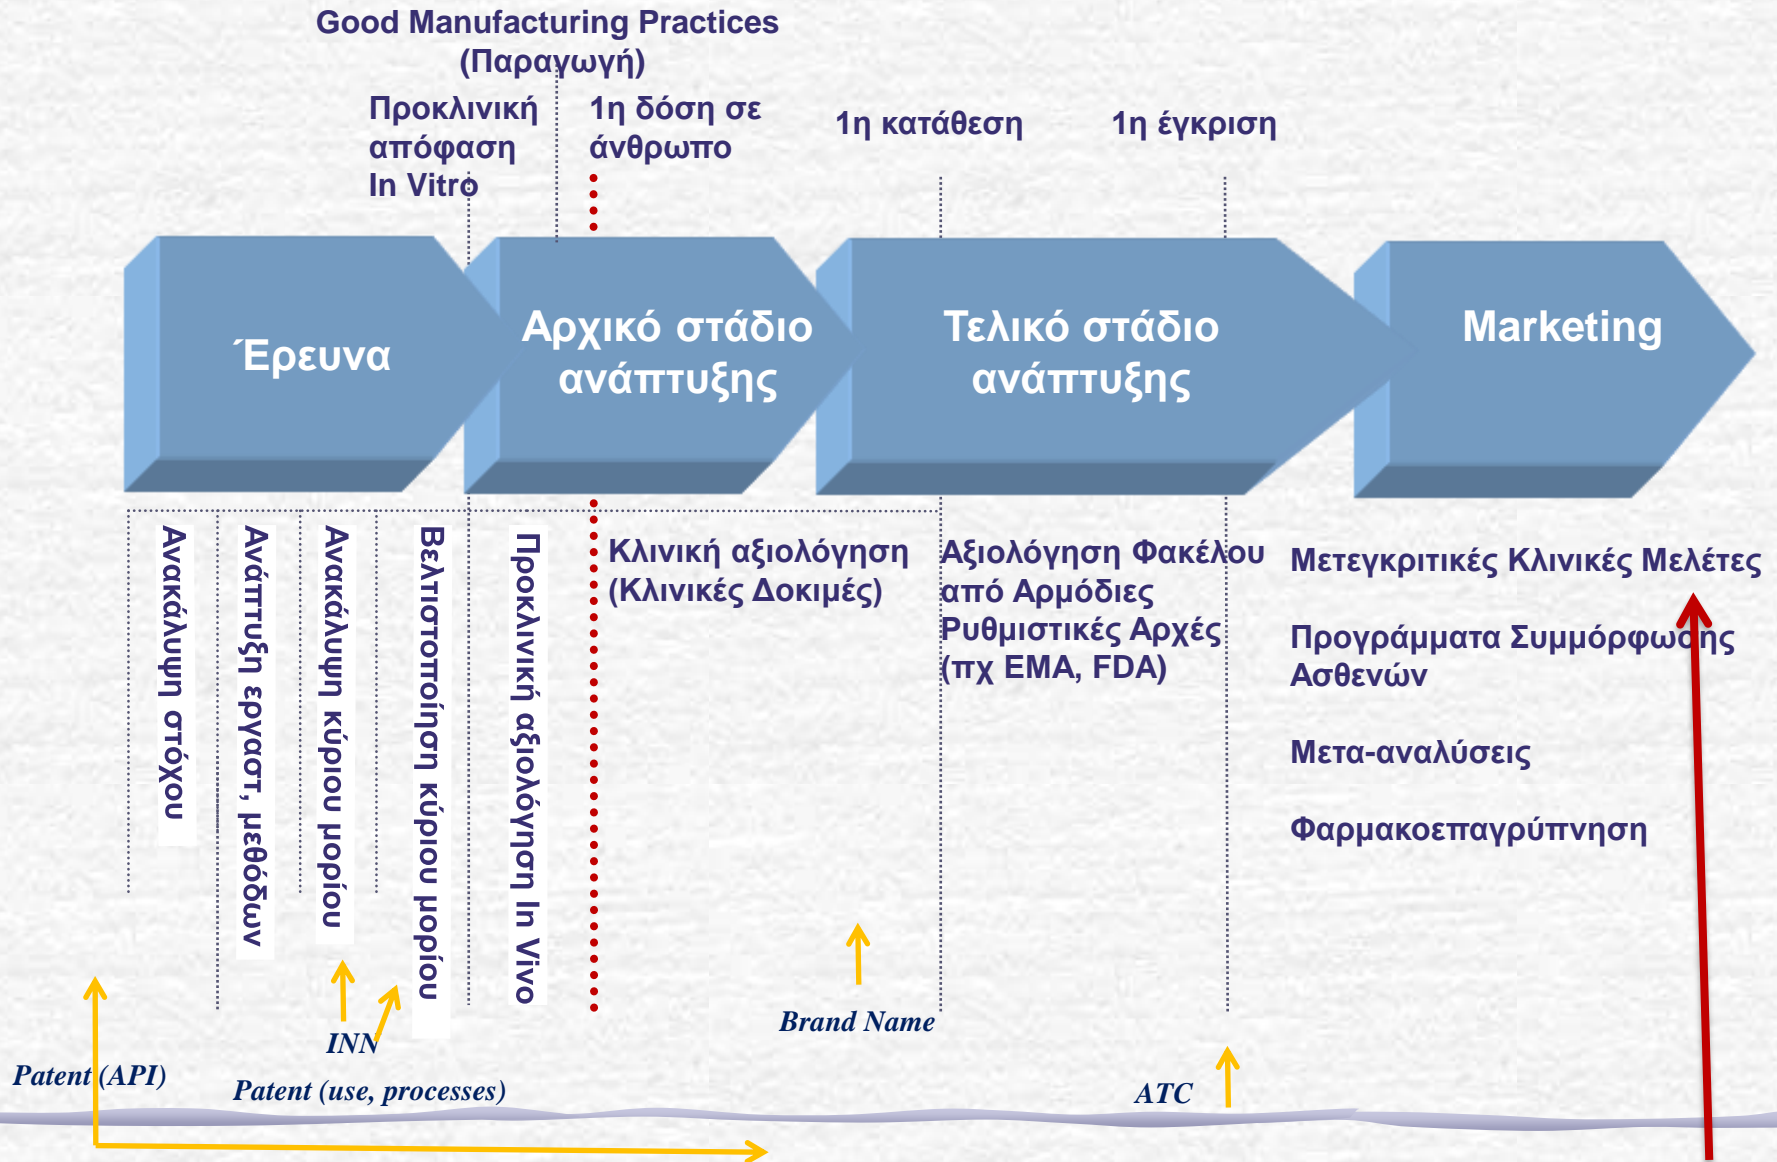 Good Manufacturing Practices
(Παραγωγή)
Προκλινική
απόφαση
In Vitro
1η δόση σε
άνθρωπο
1η κατάθεση
1η έγκριση
Έρευνα
Αρχικό στάδιο
ανάπτυξης
Τελικό στάδιο
ανάπτυξης
Marketing
Ανακάλυψη στόχου
Ανάπτυξη εργαστ, μεθόδων
Ανακάλυψη κύριου μορίου
Βελτιστοποίηση κύριου μορίου
Προκλινική αξιολόγηση In Vivo
Κλινική αξιολόγηση
(Κλινικές Δοκιμές)
Αξιολόγηση Φακέλου
από Αρμόδιες
Ρυθμιστικές Αρχές
(πχ EMA, FDA)
Μετεγκριτικές Κλινικές Μελέτες
Προγράμματα Συμμόρφωσης
Ασθενών
Μετα-αναλύσεις
Φαρμακοεπαγρύπνηση
Patent (API)
INN
Patent (use, processes)
Brand Name
ATC